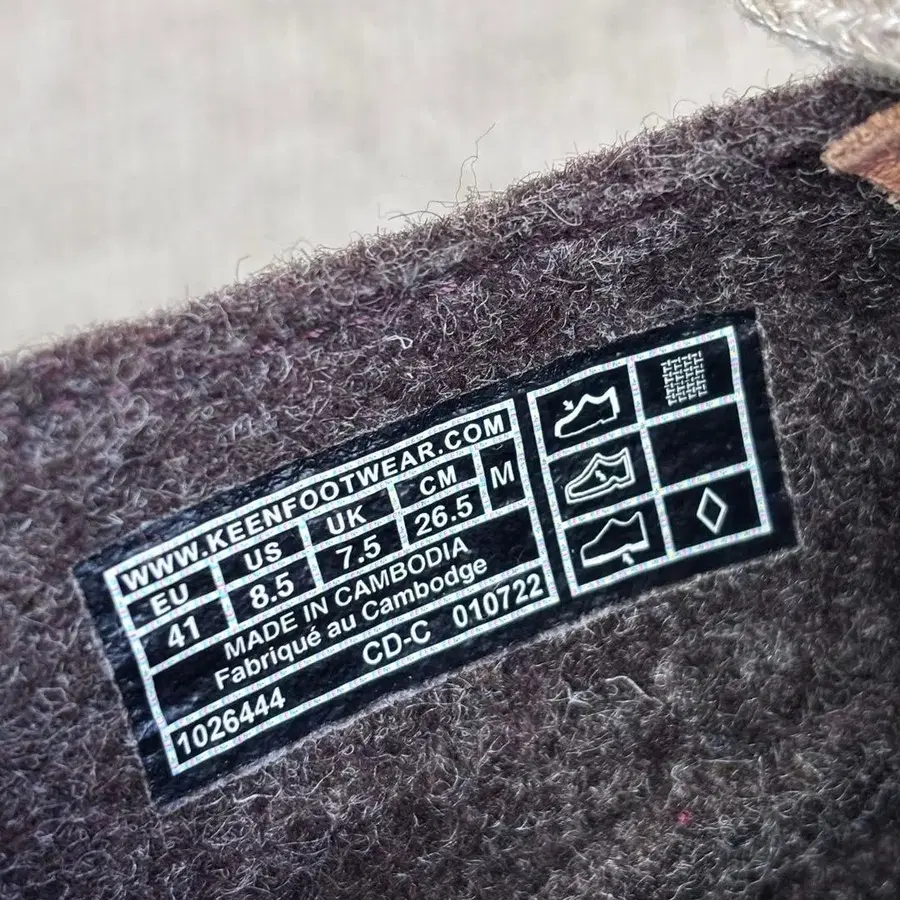 WWW.KEENFOOTWEAR.COM
EU US UK CM M
41 8.5 7.5 26.5
MADE IN CAMBODIA
Fabriqué au Cambodge
CD-C 010722
1026444